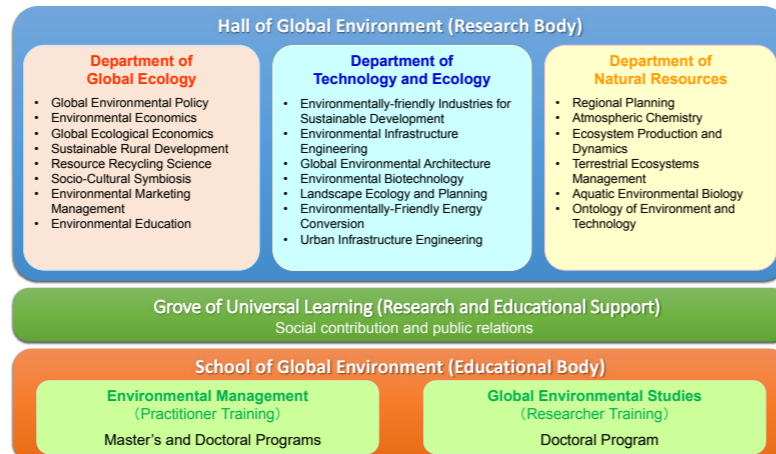 Hall of Global Environment (Research Body)
Department of
Global Ecology
• Global Environmental Policy
• Environmental Economics
• Global Ecological Economics
• Sustainable Rural Development
• Resource Recycling Science
• Socio-Cultural Symbiosis
• Environmental Marketing
Management
• Environmental Education
Department of
Technology and Ecology
• Environmentally-friendly Industries for
Sustainable Development
• Environmental Infrastructure
Engineering
• Global Environmental Architecture
• Environmental Biotechnology
• Landscape Ecology and Planning
• Environmentally-Friendly Energy
Conversion
• Urban Infrastructure Engineering
Department of
Natural Resources
• Regional Planning
• Atmospheric Chemistry
• Ecosystem Production and
Dynamics
• Terrestrial Ecosystems
Management
• Aquatic Environmental Biology
• Ontology of Environment and
Technology
Grove of Universal Learning (Research and Educational Support)
Social contribution and public relations
School of Global Environment (Educational Body)
Environmental Management
（Practitioner Training）
Master's and Doctoral Programs
Global Environmental Studies
（Researcher Training）
Doctoral Program